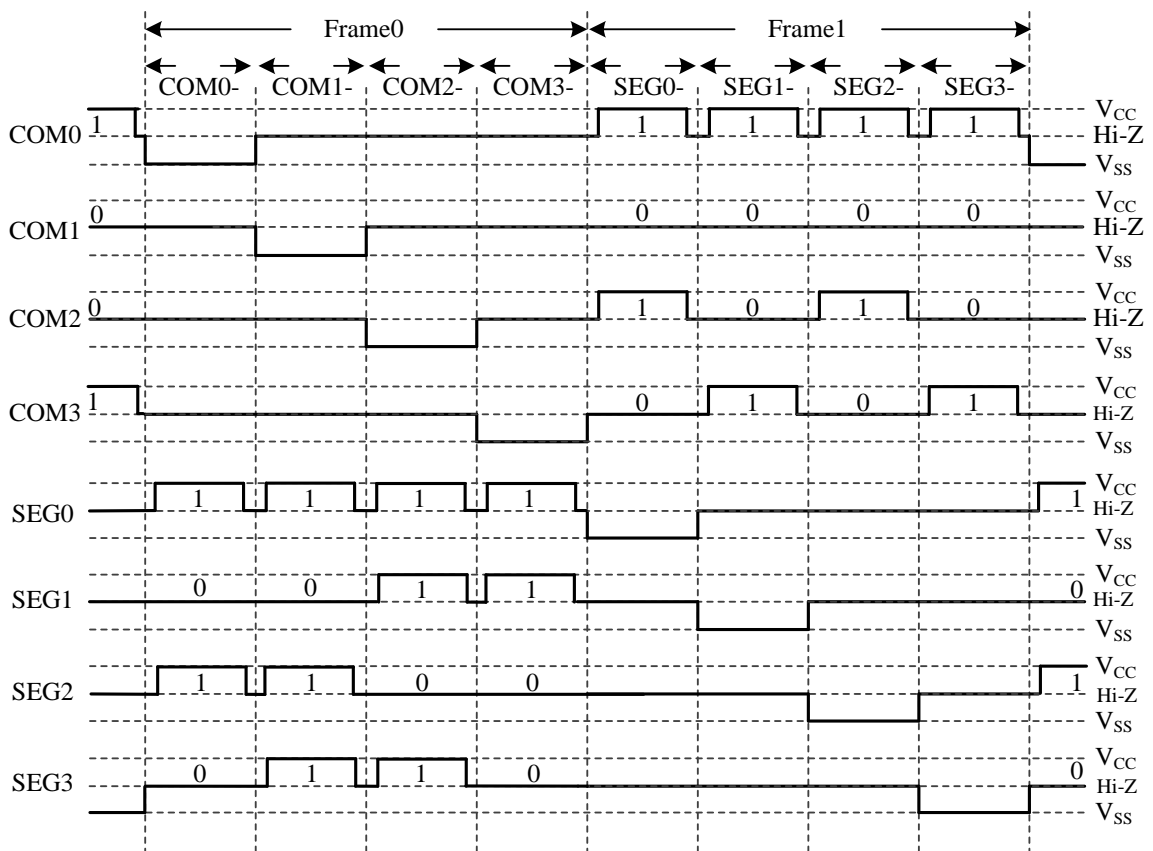 Frame0 Frame1
COM0- COM1- COM2- COM3- SEG0- SEG1- SEG2- SEG3-
COM0 1 1 1 1 1 VCC Hi-Z VSS
COM1 0 0 0 0 0 VCC Hi-Z VSS
COM2 0 1 0 1 0 VCC Hi-Z VSS
COM3 1 0 1 0 1 VCC Hi-Z VSS
SEG0 1 1 1 1 1 VCC Hi-Z VSS
SEG1 0 0 1 1 0 VCC Hi-Z VSS
SEG2 1 1 0 0 1 VCC Hi-Z VSS
SEG3 0 1 1 0 0 VCC Hi-Z VSS